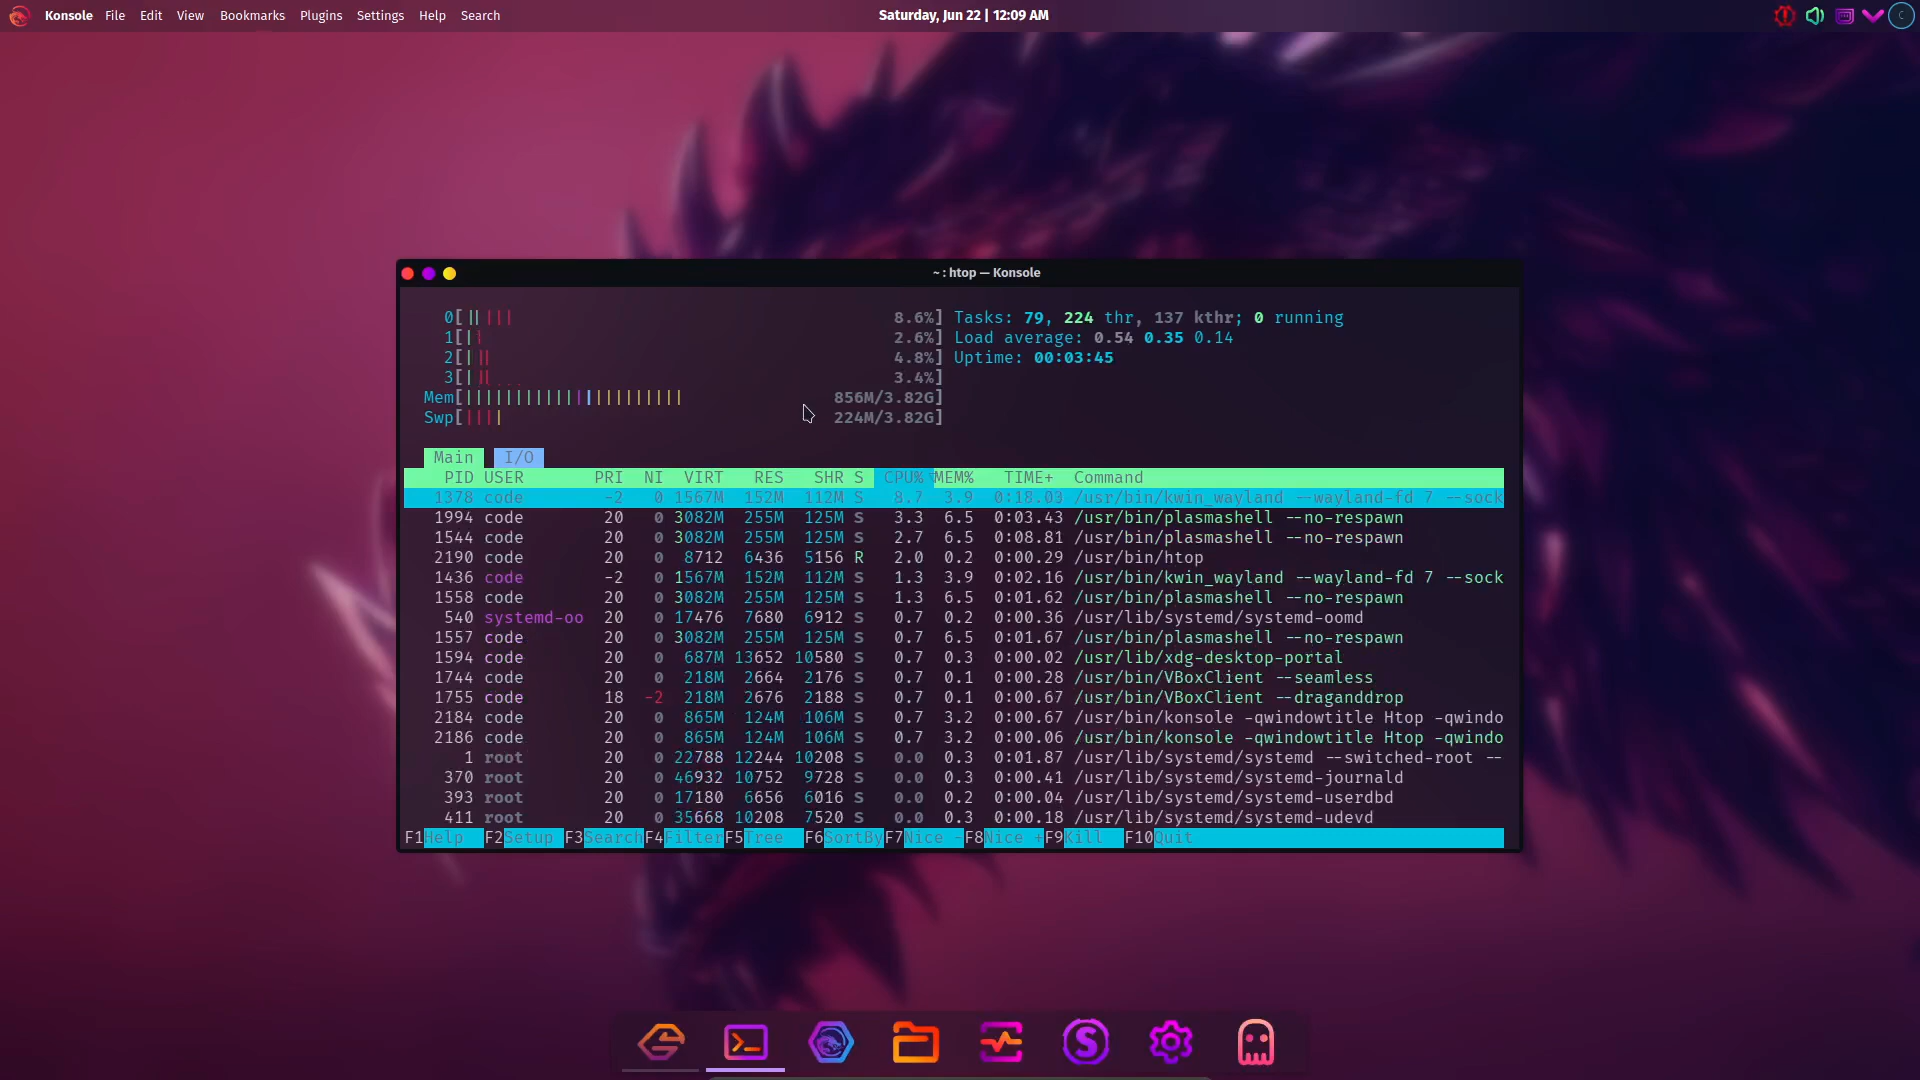 Konsole File Edit View Bookmarks Plugins Settings Help Search
Saturday, Jun 22 | 12:09 AM
~ : htop — Konsole
0[||||| 8.6%] Tasks: 79, 224 thr, 137 kthr; 0 running
1[|| 2.6%] Load average: 0.54 0.35 0.14
2[||| 4.8%] Uptime: 00:03:45
3[||| 3.4%]
Mem[|||||||||||||||||||||| 856M/3.82G]
Swp[|||| 224M/3.82G]
Main I/O
PID USER PRI NI VIRT RES SHR S CPU%▽MEM% TIME+ Command
1378 code -2 0 1567M 152M 112M S 8.7 3.9 0:18.03 /usr/bin/kwin_wayland --wayland-fd 7 --sock
1994 code 20 0 3082M 255M 125M S 3.3 6.5 0:03.43 /usr/bin/plasmashell --no-respawn
1544 code 20 0 3082M 255M 125M S 2.7 6.5 0:08.81 /usr/bin/plasmashell --no-respawn
2190 code 20 0 8712 6436 5156 R 2.0 0.2 0:00.29 /usr/bin/htop
1436 code -2 0 1567M 152M 112M S 1.3 3.9 0:02.16 /usr/bin/kwin_wayland --wayland-fd 7 --sock
1558 code 20 0 3082M 255M 125M S 1.3 6.5 0:01.62 /usr/bin/plasmashell --no-respawn
540 systemd-oo 20 0 17476 7680 6912 S 0.7 0.2 0:00.36 /usr/lib/systemd/systemd-oomd
1557 code 20 0 3082M 255M 125M S 0.7 6.5 0:01.67 /usr/bin/plasmashell --no-respawn
1594 code 20 0 687M 13652 10580 S 0.7 0.3 0:00.02 /usr/lib/xdg-desktop-portal
1744 code 20 0 218M 2664 2176 S 0.7 0.1 0:00.28 /usr/bin/VBoxClient --seamless
1755 code 18 -2 218M 2676 2188 S 0.7 0.1 0:00.67 /usr/bin/VBoxClient --draganddrop
2184 code 20 0 865M 124M 106M S 0.7 3.2 0:00.67 /usr/bin/konsole -qwindowtitle Htop -qwindo
2186 code 20 0 865M 124M 106M S 0.7 3.2 0:00.06 /usr/bin/konsole -qwindowtitle Htop -qwindo
1 root 20 0 22788 12244 10208 S 0.0 0.3 0:01.87 /usr/lib/systemd/systemd --switched-root --
370 root 20 0 46932 10752 9728 S 0.0 0.3 0:00.41 /usr/lib/systemd/systemd-journald
393 root 20 0 17180 6656 6016 S 0.0 0.2 0:00.04 /usr/lib/systemd/systemd-userdbd
411 root 20 0 35668 10208 7520 S 0.0 0.3 0:00.18 /usr/lib/systemd/systemd-udevd
F1Help F2Setup F3SearchF4FilterF5Tree F6SortByF7Nice -F8Nice +F9Kill F10Quit